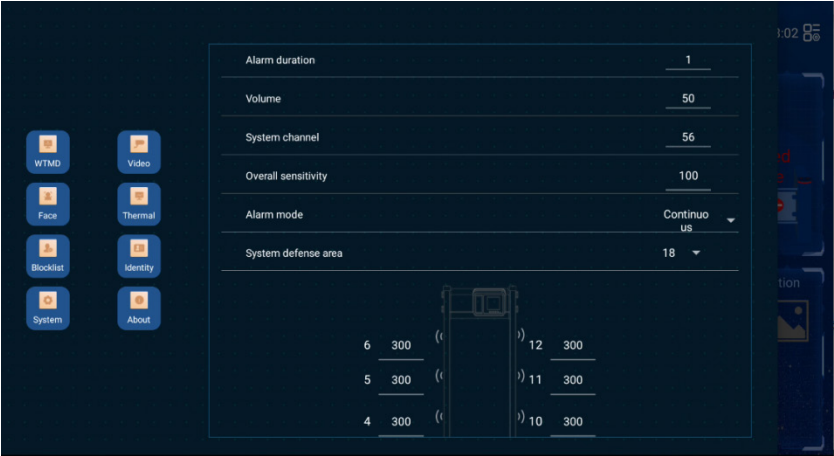 :02
Alarm duration 1
Volume 50
System channel 56
Overall sensitivity 100
Alarm mode Continuo
us
System defense area 18
WTMD Video
Face Thermal
Blocklist Identity
System About
6 300 12 300
5 300 11 300
4 300 10 300
ed
tion